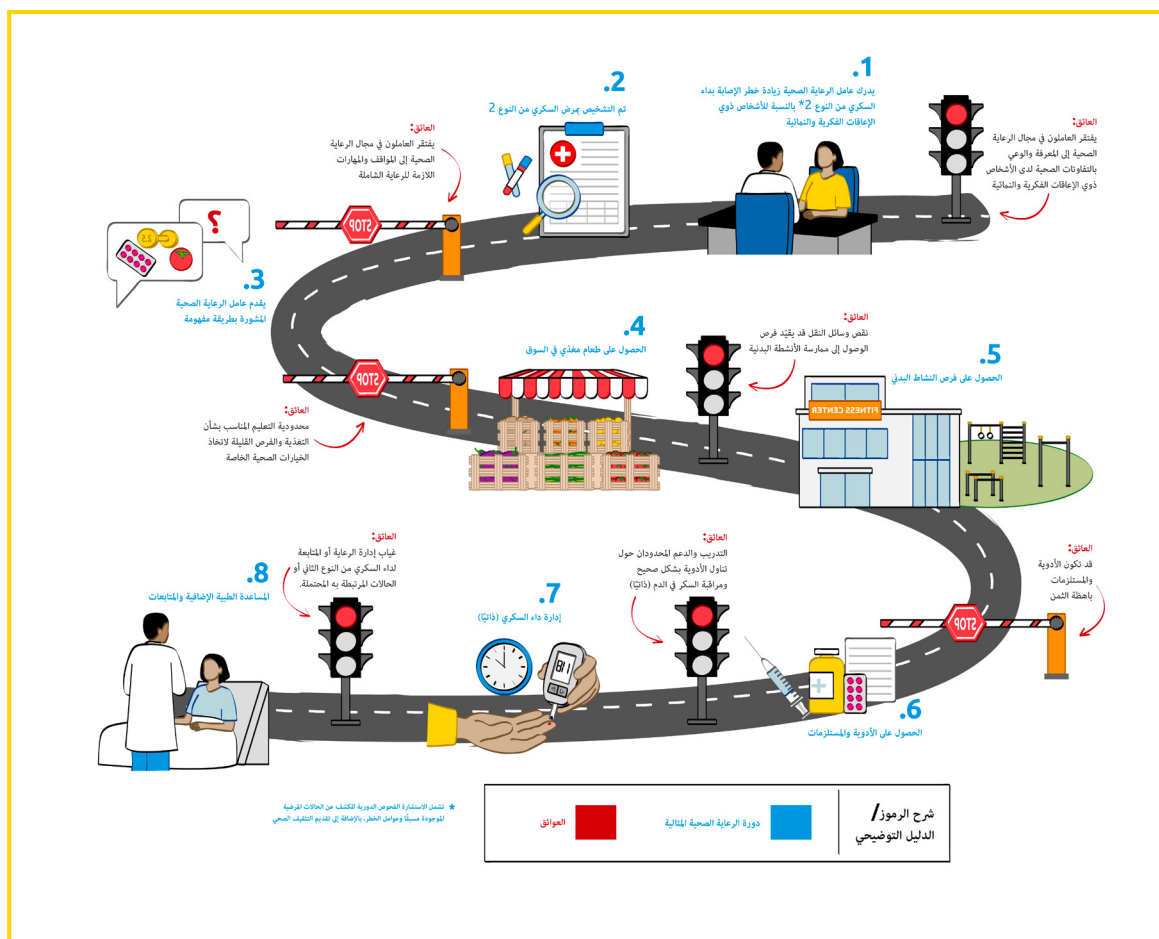 العائق:
يفتقر العاملون في مجال الرعاية
الصحية إلى المعرفة والوعي
بالتفاوتات الصحية لدى الأشخاص
ذوي الإعاقات الفكرية والنمائية
1.
يدرك عامل الرعاية الصحية زيادة خطر الإصابة بداء
السكري من النوع 2* بالنسبة للأشخاص ذوي
الإعاقات الفكرية والنمائية
2.
تم التشخيص بمرض السكري من النوع 2
العائق:
يفتقر العاملون في مجال الرعاية
الصحية إلى المواقف والمهارات
اللازمة للرعاية الشاملة
STOP
؟
2.5
3.
يقدم عامل الرعاية الصحية
المشورة بطريقة مفهومة
STOP
العائق:
محدودية التعليم المناسب بشأن
التغذية والفرص القليلة لاتخاذ
الخيارات الصحية الخاصة
4.
الحصول على طعام مغذي في السوق
العائق:
نقص وسائل النقل قد يقيّد فرص
الوصول إلى ممارسة الأنشطة البدنية
5.
الحصول على فرص النشاط البدني
FITNESS CENTER
العائق:
قد تكون الأدوية
والمستلزمات
باهظة الثمن
STOP
6.
الحصول على الأدوية والمستلزمات
العائق:
التدريب والدعم المحدودان حول
تناول الأدوية بشكل صحيح
ومراقبة السكر في الدم (ذاتيًا)
7.
إدارة داء السكري (ذاتيًا)
181
العائق:
غياب إدارة الرعاية أو المتابعة
لداء السكري من النوع الثاني أو
الحالات المرتبطة به المحتملة.
8.
المساعدة الطبية الإضافية والمتابعات
شرح الرموز/
الدليل التوضيحي
دورة الرعاية الصحية المثالية
العوائق
* تشمل الاستشارة الفحوص الدورية للكشف عن الحالات المرضية
الموجودة مسبقًا وعوامل الخطر، بالإضافة إلى تقديم التثقيف الصحي